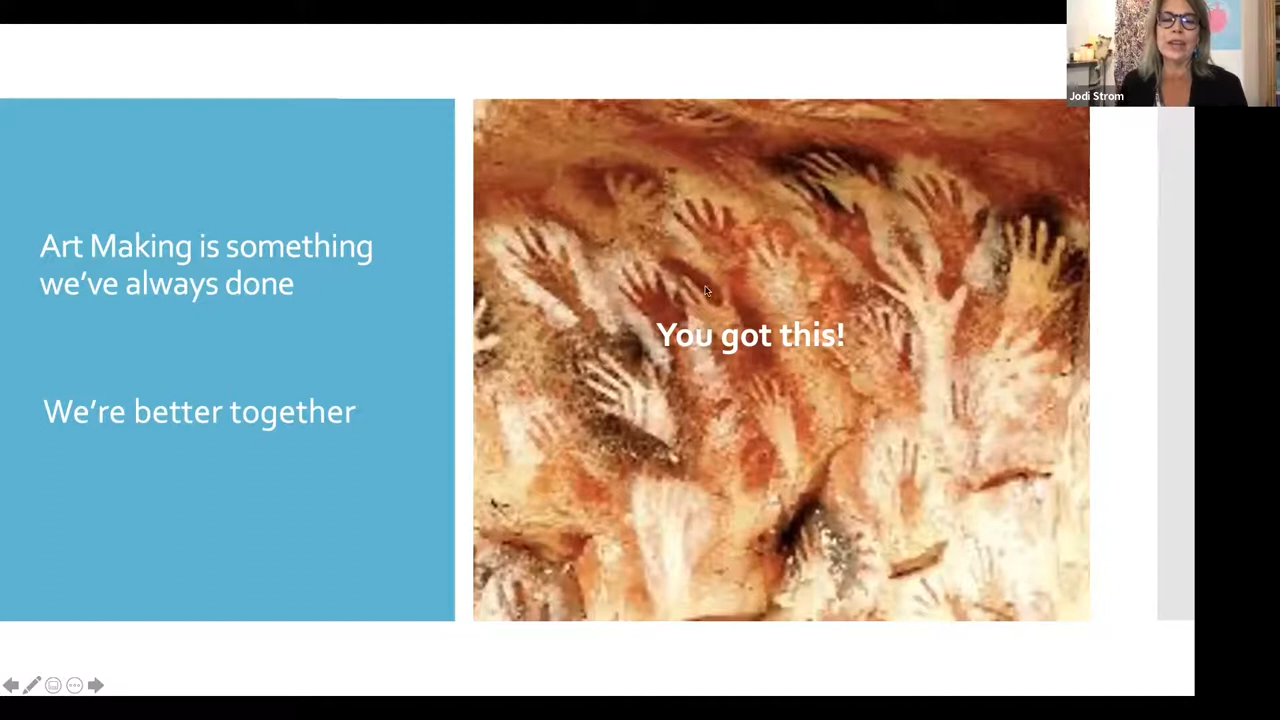 Jodi Strom
Art Making is something
we've always done
You got this!
We're better together